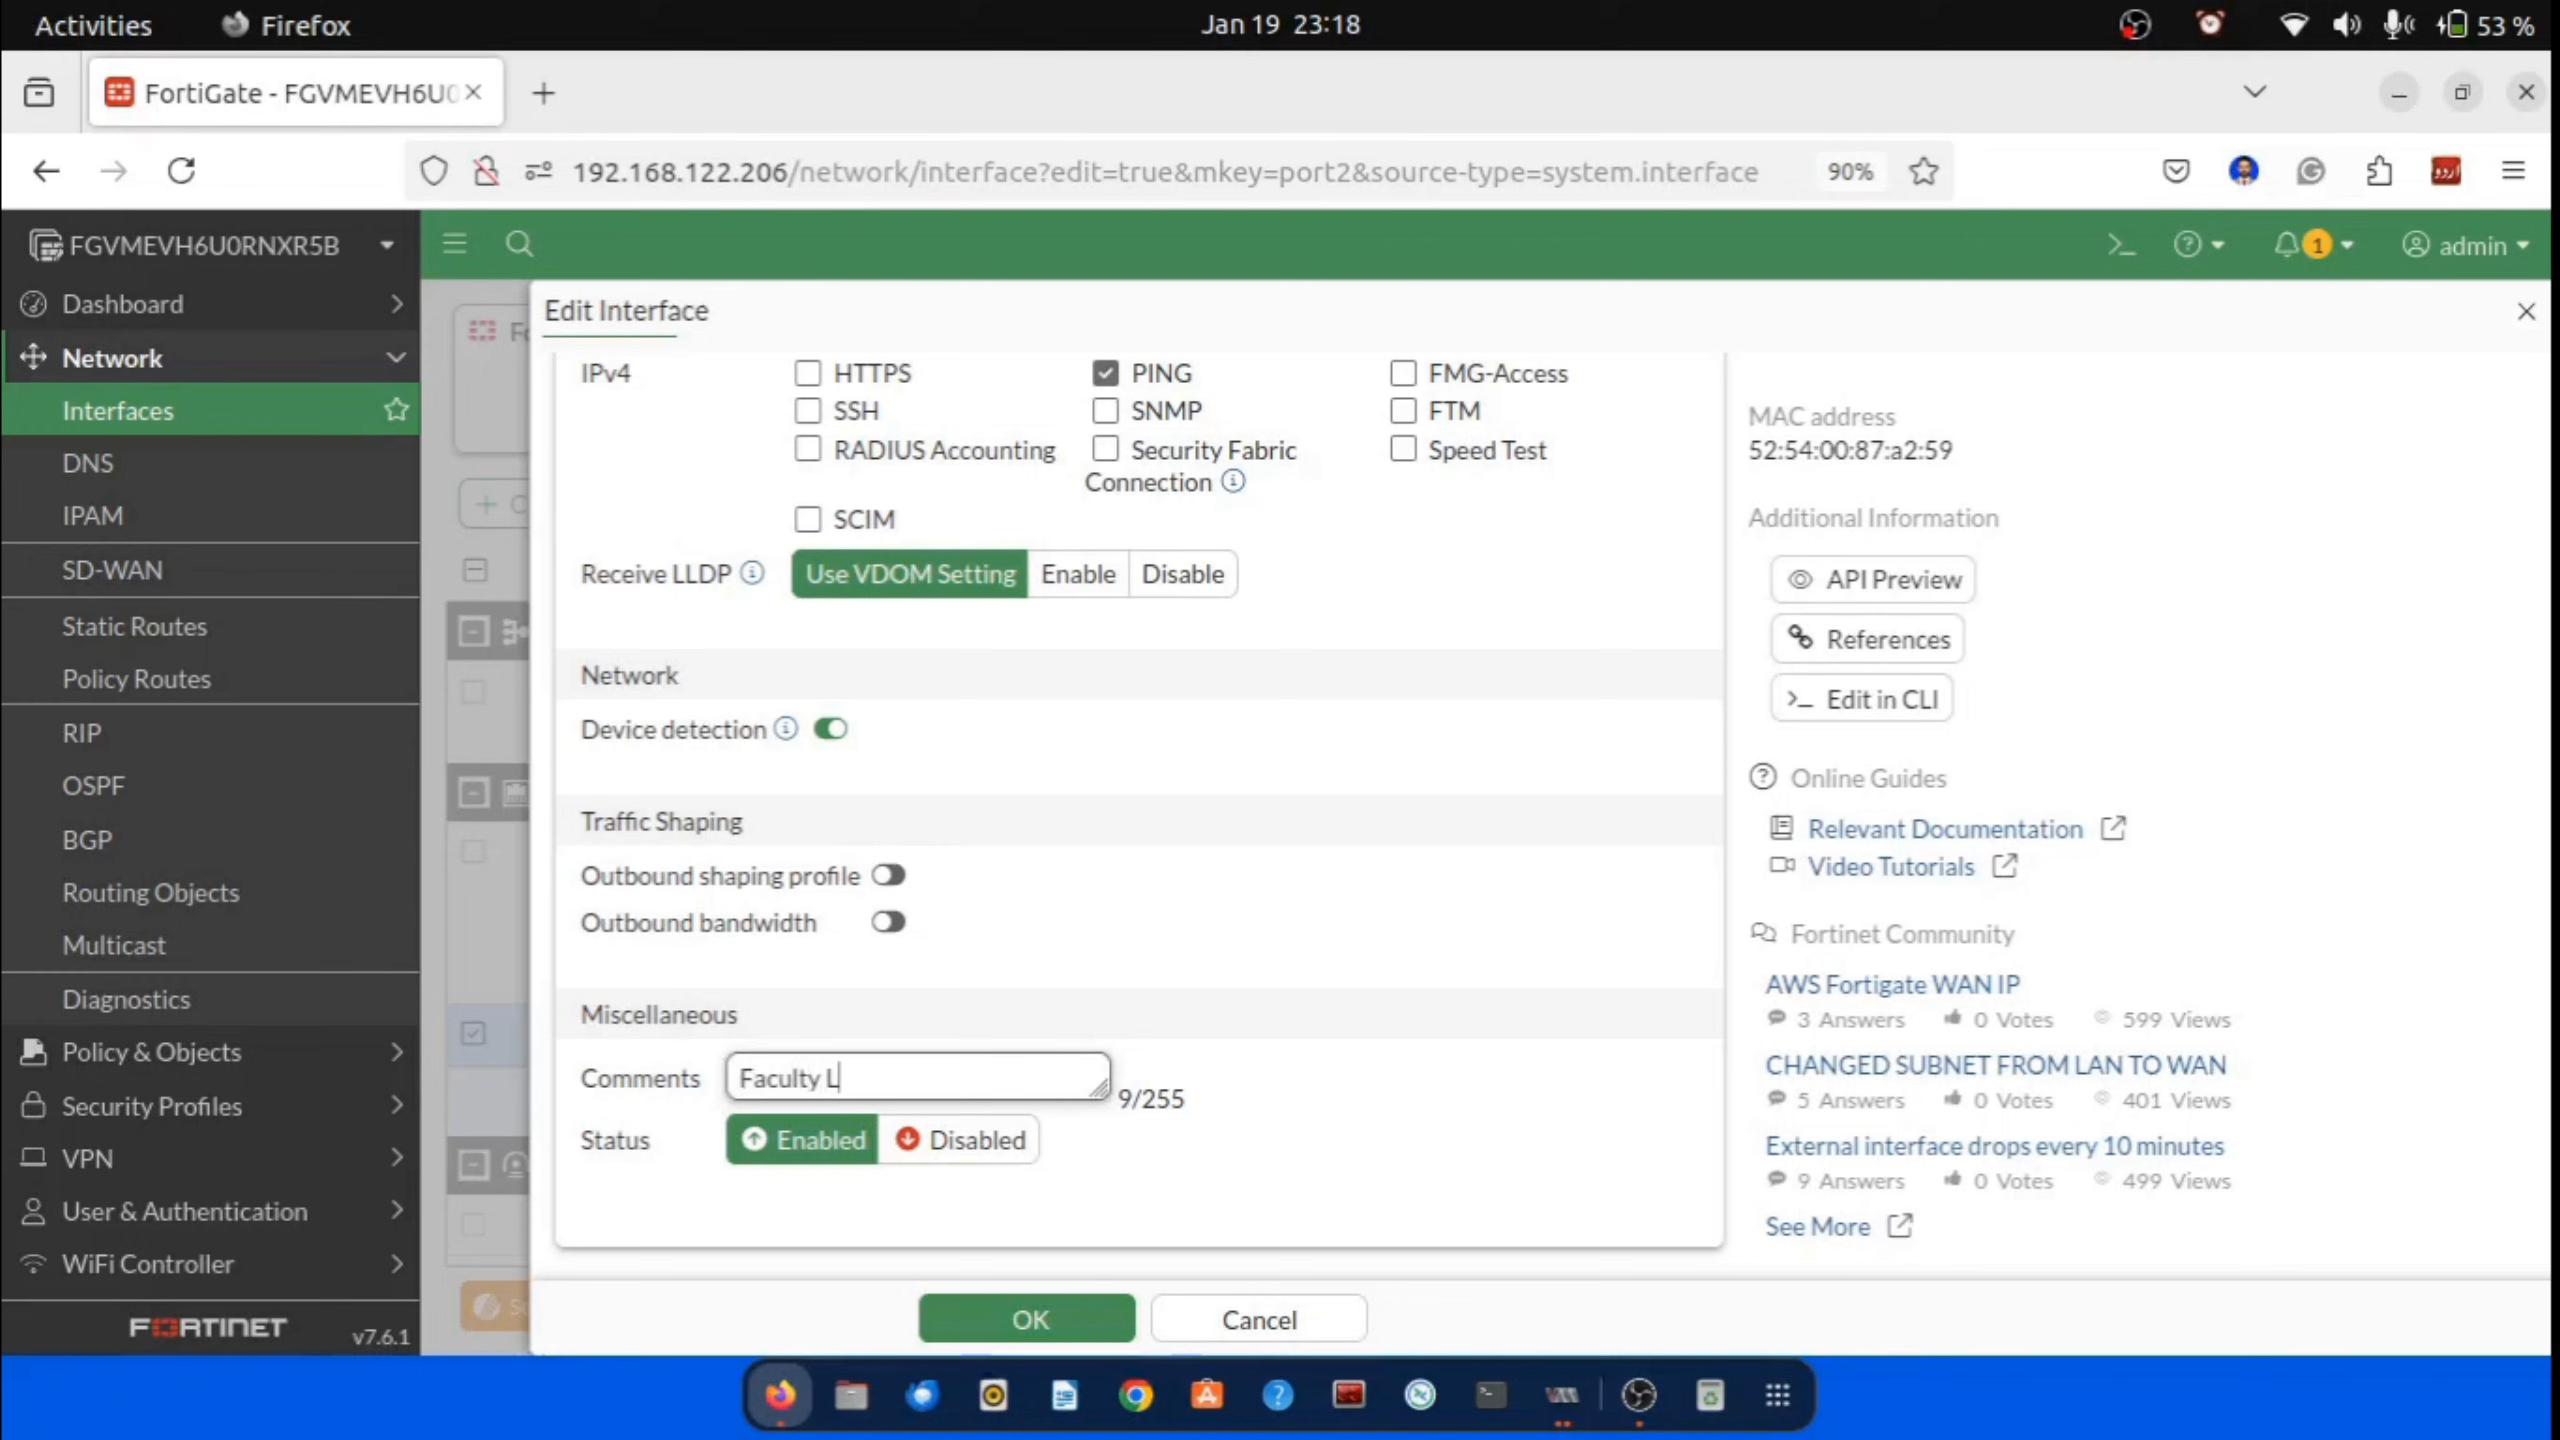 Activities Firefox Jan 19 23:18 53 %
FortiGate - FGVMEVH6U0
192.168.122.206/network/interface?edit=true&mkey=port2&source-type=system.interface 90%
FGVMEVH6U0RNXR5B
1 admin
Dashboard
Network
Interfaces
DNS
IPAM
SD-WAN
Static Routes
Policy Routes
RIP
OSPF
BGP
Routing Objects
Multicast
Diagnostics
Policy & Objects
Security Profiles
VPN
User & Authentication
WiFi Controller
FORTINET v7.6.1
Edit Interface
IPv4 HTTPS PING FMG-Access
SSH SNMP FTM
RADIUS Accounting Security Fabric Speed Test
Connection
SCIM
Receive LLDP Use VDOM Setting Enable Disable
Network
Device detection
Traffic Shaping
Outbound shaping profile
Outbound bandwidth
Miscellaneous
Comments Faculty L 9/255
Status Enabled Disabled
OK Cancel
MAC address
52:54:00:87:a2:59
Additional Information
API Preview
References
>_ Edit in CLI
Online Guides
Relevant Documentation
Video Tutorials
Fortinet Community
AWS Fortigate WAN IP
3 Answers 0 Votes 599 Views
CHANGED SUBNET FROM LAN TO WAN
5 Answers 0 Votes 401 Views
External interface drops every 10 minutes
9 Answers 0 Votes 499 Views
See More